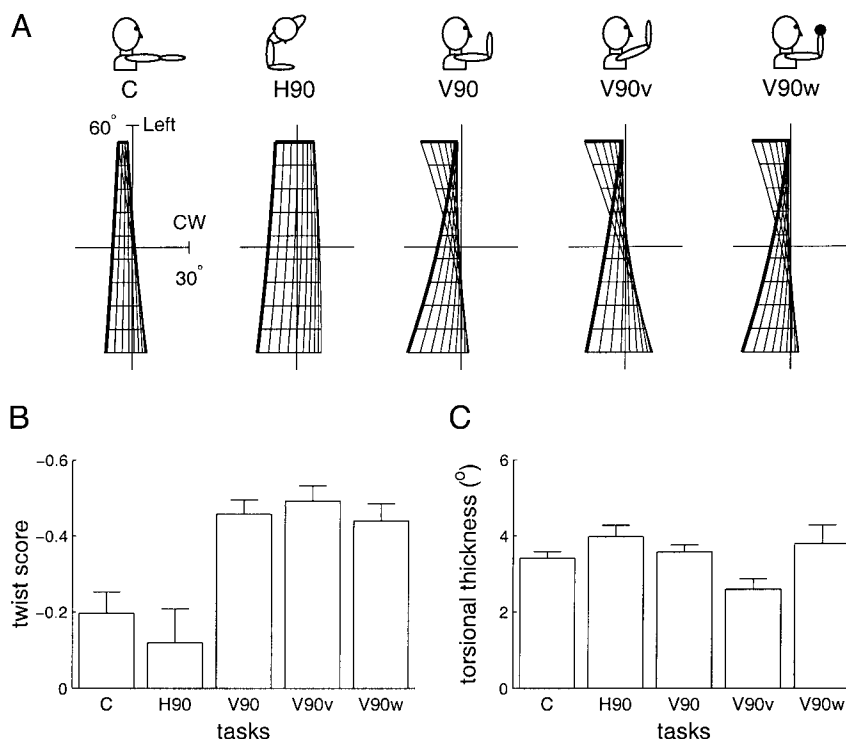 A
C H90 V90 V90v V90w
60° Left
CW
30°
B
-0.6
-0.4
-0.2
0
twist score
C H90 V90 V90v V90w
tasks
C
6
4
2
0
torsional thickness (°)
C H90 V90 V90v V90w
tasks